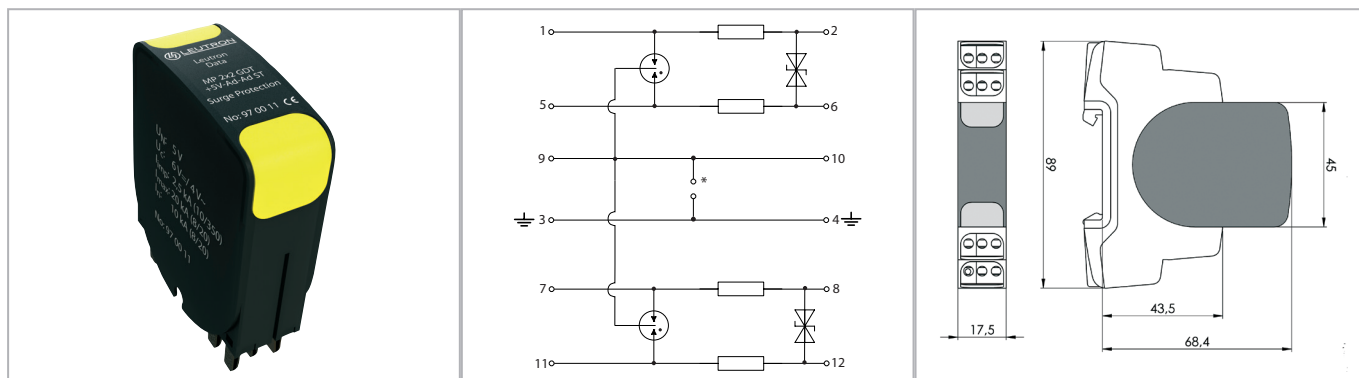 LEUTRON
Leutron
Data
MP 2x2 GDT
+5V-Ad-Ad ST
Surge Protection
No: 97 00 11 CE
5V
6V=/ 4V~
2,5 kA (10/350)
20 kA (8/20)
10 kA (8/20)
No: 97 00 11
1 2
5 6
9 10
*
3 4
7 8
11 12
89
45
43,5
17,5
68,4